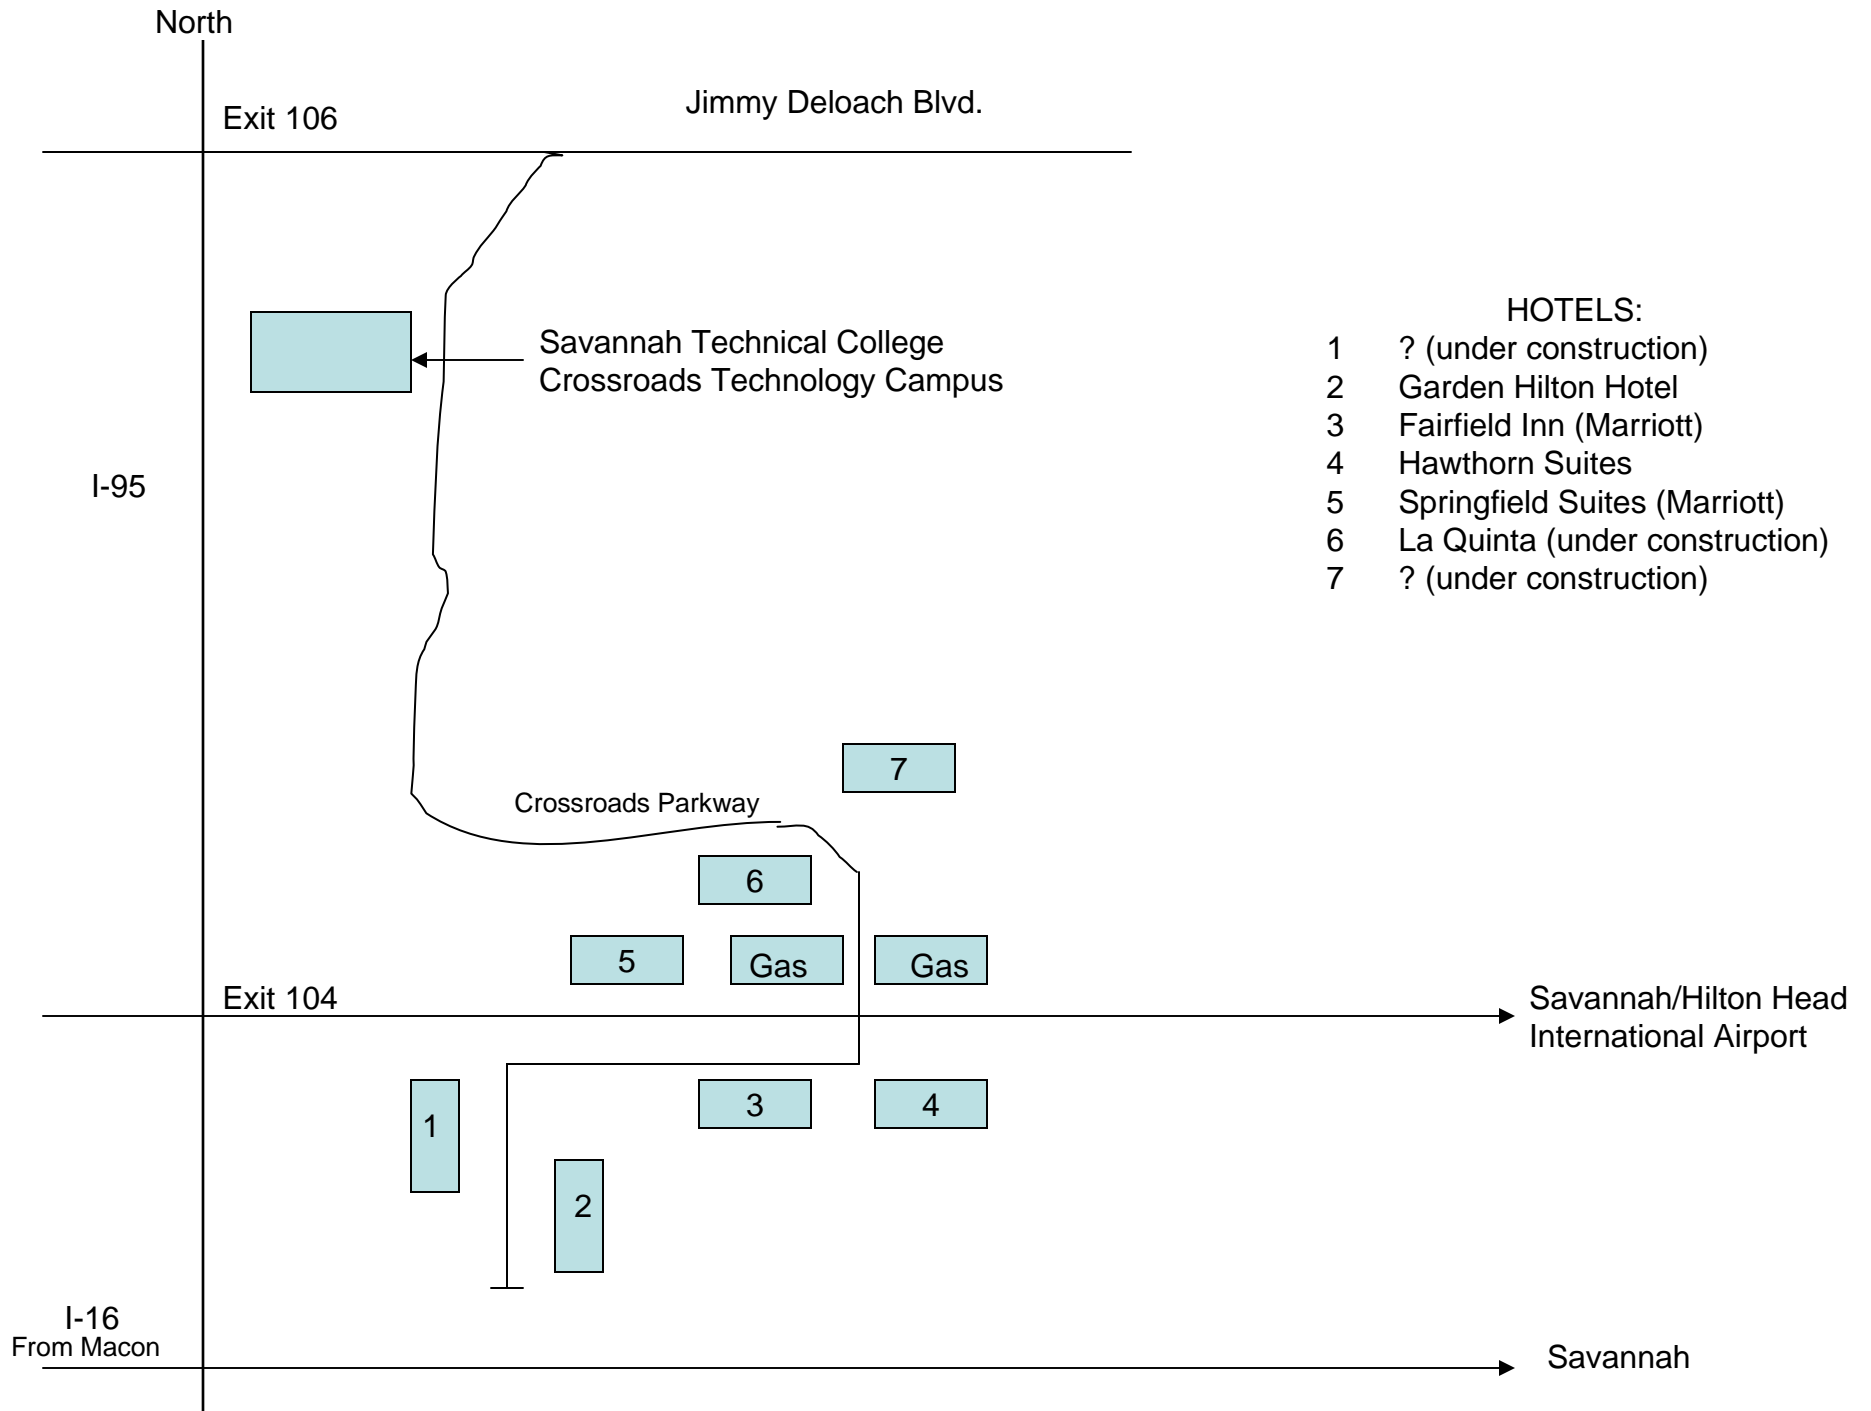 North
Exit 106
Jimmy Deloach Blvd.
Savannah Technical College
Crossroads Technology Campus
I-95
HOTELS:
1 ? (under construction)
2 Garden Hilton Hotel
3 Fairfield Inn (Marriott)
4 Hawthorn Suites
5 Springfield Suites (Marriott)
6 La Quinta (under construction)
7 ? (under construction)
7
Crossroads Parkway
6
5
Gas
Gas
Exit 104
Savannah/Hilton Head
International Airport
1
3
4
2
I-16
From Macon
Savannah